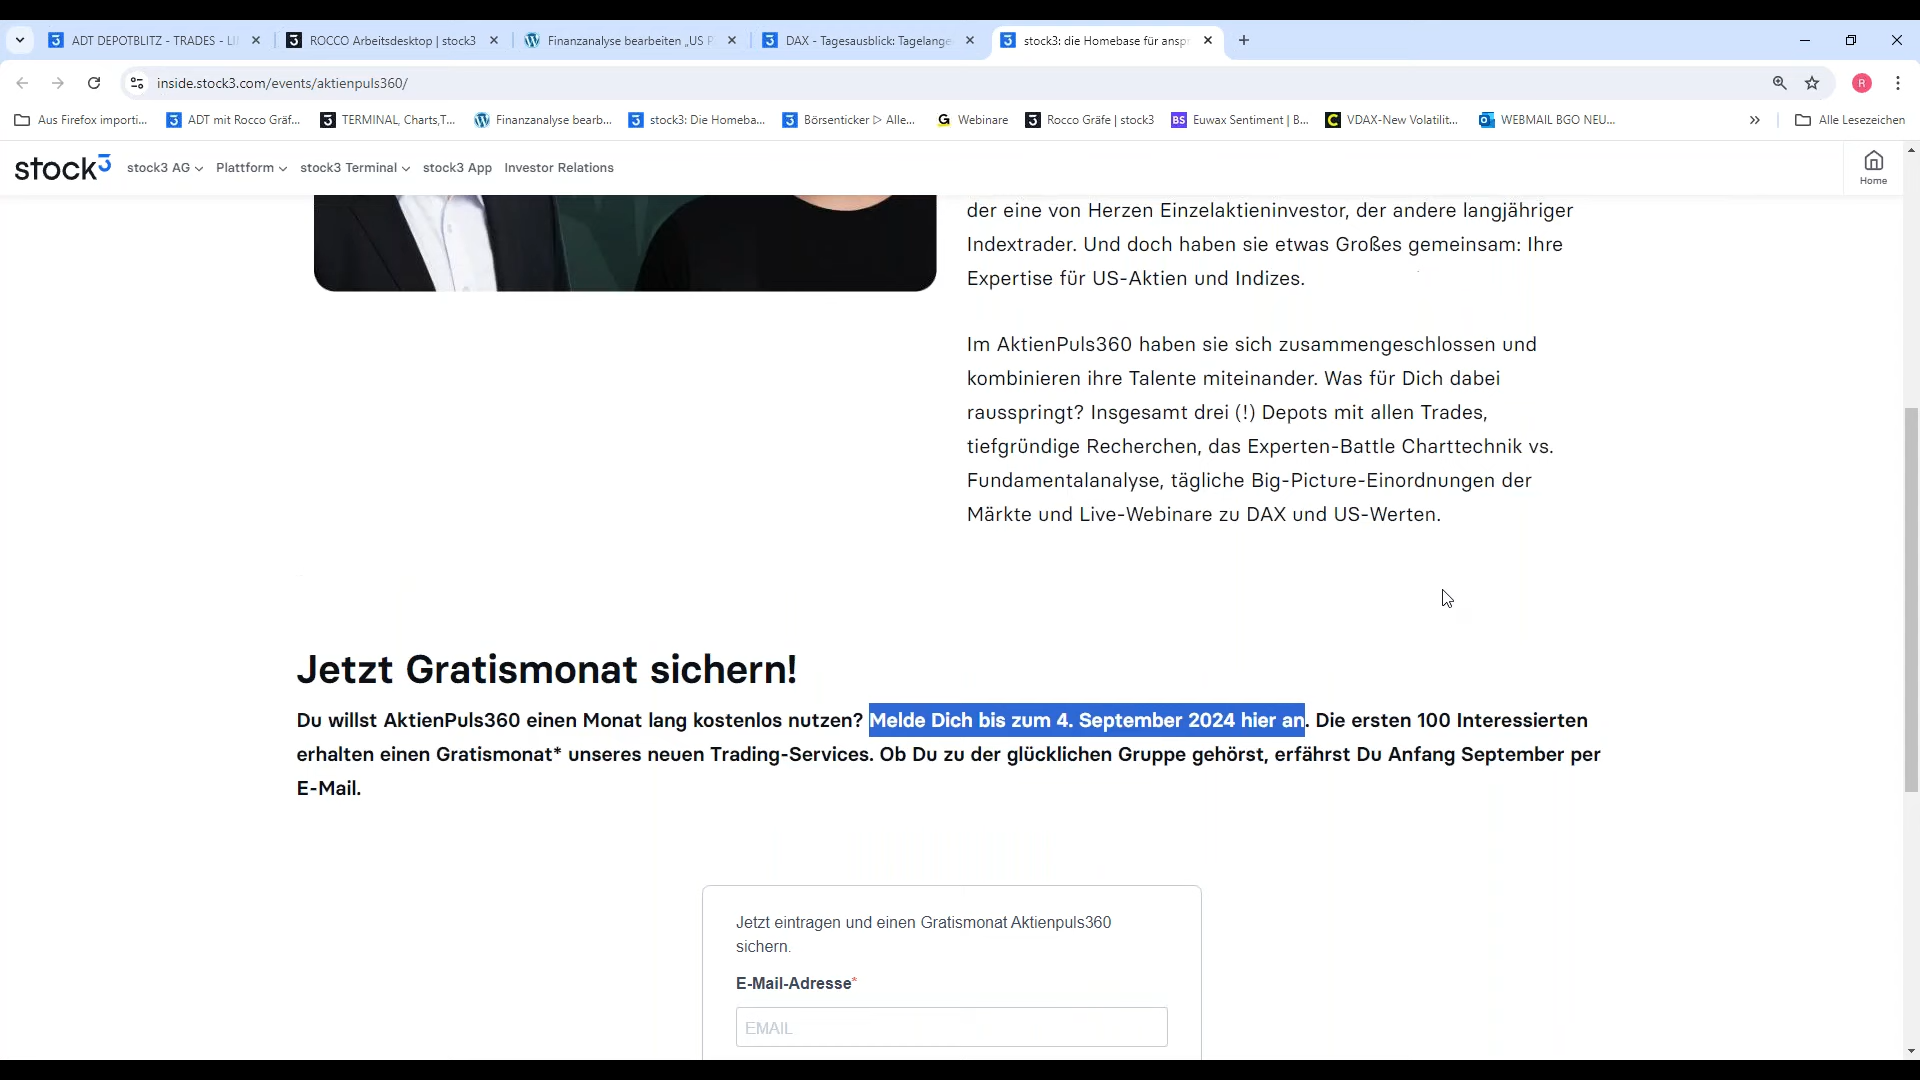 ADT DEPOTBLITZ - TRADES - LI
ROCCO Arbeitsdesktop | stock3
Finanzanalyse bearbeiten „US P
DAX - Tagesausblick: Tagelange
stock3: die Homebase für anspr
inside.stock3.com/events/aktienpuls360/
R
Aus Firefox importi...
ADT mit Rocco Gräf...
TERMINAL, Charts,T...
Finanzanalyse bearb...
stock3: Die Homeba...
Börsenticker ▷ Alle...
Webinare
Rocco Gräfe | stock3
BS Euwax Sentiment | B...
VDAX-New Volatilit...
WEBMAIL BGO NEU...
»
Alle Lesezeichen
stock3
stock3 AG
Plattform
stock3 Terminal
stock3 App
Investor Relations
Home
der eine von Herzen Einzelaktieninvestor, der andere langjähriger
Indextrader. Und doch haben sie etwas Großes gemeinsam: Ihre
Expertise für US-Aktien und Indizes.
Im AktienPuls360 haben sie sich zusammengeschlossen und
kombinieren ihre Talente miteinander. Was für Dich dabei
rausspringt? Insgesamt drei (!) Depots mit allen Trades,
tiefgründige Recherchen, das Experten-Battle Charttechnik vs.
Fundamentalanalyse, tägliche Big-Picture-Einordnungen der
Märkte und Live-Webinare zu DAX und US-Werten.
Jetzt Gratismonat sichern!
Du willst AktienPuls360 einen Monat lang kostenlos nutzen? Melde Dich bis zum 4. September 2024 hier an. Die ersten 100 Interessierten
erhalten einen Gratismonat* unseres neuen Trading-Services. Ob Du zu der glücklichen Gruppe gehörst, erfährst Du Anfang September per
E-Mail.
Jetzt eintragen und einen Gratismonat Aktienpuls360
sichern.
E-Mail-Adresse*
EMAIL